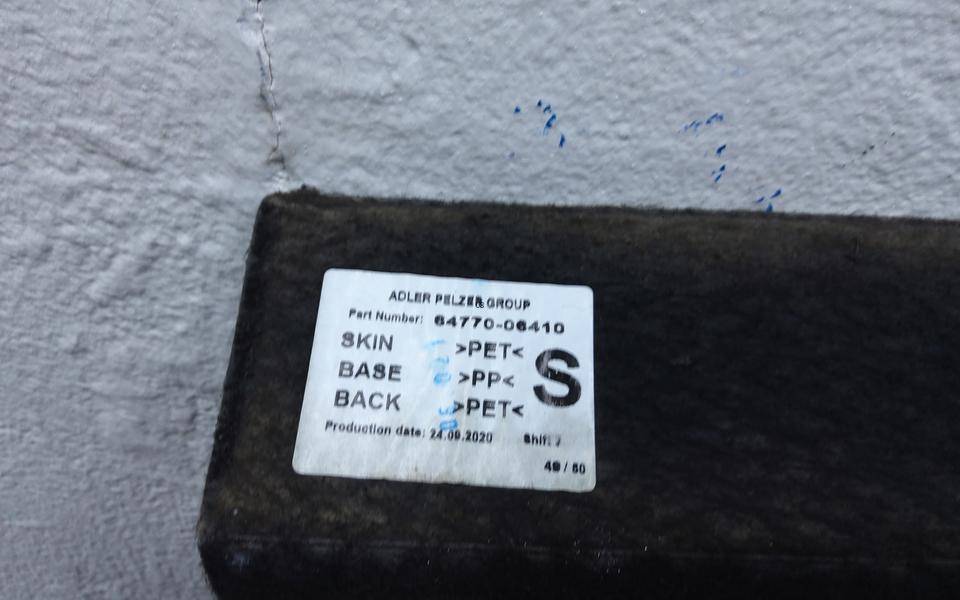 ADLER PELZER GROUP
Part Number: 64770-06410
SKIN >PET<
BASE >PP<
BACK >PET<
S
Production date: 24.09.2020 Shift
/ 50